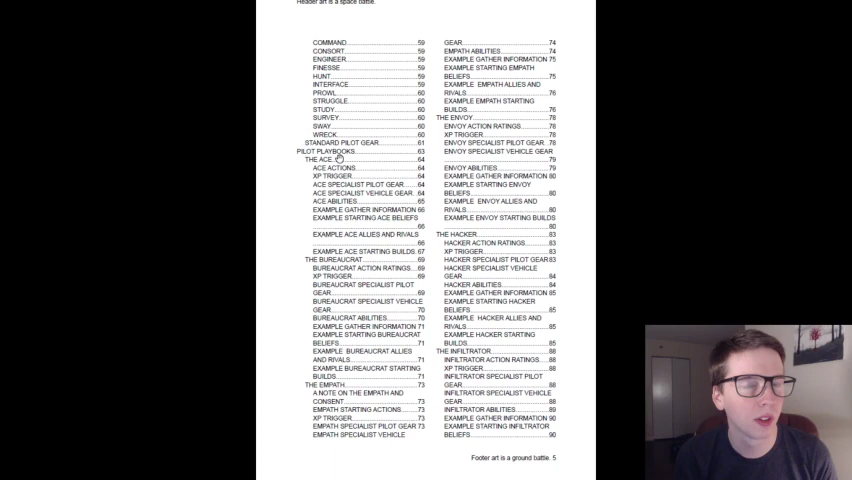 Header art is a space battle.
COMMAND...............................59
CONSORT...............................59
ENGINEER..............................59
FINESSE................................59
HUNT....................................59
INTERFACE.............................59
PROWL..................................60
STRUGGLE..............................60
STUDY...................................60
SURVEY.................................60
SWAY....................................60
WRECK..................................60
STANDARD PILOT GEAR................61
PILOT PLAYBOOKS.........................63
THE ACE.................................64
ACE ACTIONS...........................64
XP TRIGGER.............................64
ACE SPECIALIST PILOT GEAR.....64
ACE SPECIALIST VEHICLE GEAR..64
ACE ABILITIES..........................65
EXAMPLE GATHER INFORMATION 66
EXAMPLE STARTING ACE BELIEFS
............................................66
EXAMPLE ACE ALLIES AND RIVALS
............................................66
EXAMPLE ACE STARTING BUILDS.67
THE BUREAUCRAT........................69
BUREAUCRAT ACTION RATINGS...69
XP TRIGGER.............................69
BUREAUCRAT SPECIALIST PILOT
GEAR....................................69
BUREAUCRAT SPECIALIST VEHICLE
GEAR....................................70
BUREAUCRAT ABILITIES..............70
EXAMPLE GATHER INFORMATION 71
EXAMPLE STARTING BUREAUCRAT
BELIEFS.................................71
EXAMPLE  BUREAUCRAT ALLIES
AND RIVALS............................71
EXAMPLE BUREAUCRAT STARTING
BUILDS..................................71
THE EMPATH.............................73
A NOTE ON THE EMPATH AND
CONSENT................................73
EMPATH STARTING ACTIONS......73
XP TRIGGER.............................73
EMPATH SPECIALIST PILOT GEAR 73
EMPATH SPECIALIST VEHICLE
GEAR....................................74
EMPATH ABILITIES.....................74
EXAMPLE GATHER INFORMATION 75
EXAMPLE STARTING EMPATH
BELIEFS.................................75
EXAMPLE  EMPATH ALLIES AND
RIVALS..................................76
EXAMPLE EMPATH STARTING
BUILDS..................................76
THE ENVOY...............................78
ENVOY ACTION RATINGS............78
XP TRIGGER.............................78
ENVOY SPECIALIST PILOT GEAR..78
ENVOY SPECIALIST VEHICLE GEAR
............................................79
ENVOY ABILITIES.......................79
EXAMPLE GATHER INFORMATION 80
EXAMPLE STARTING ENVOY
BELIEFS.................................80
EXAMPLE  ENVOY ALLIES AND
RIVALS..................................80
EXAMPLE ENVOY STARTING BUILDS
............................................80
THE HACKER..............................83
HACKER ACTION RATINGS..........83
XP TRIGGER.............................83
HACKER SPECIALIST PILOT GEAR83
HACKER SPECIALIST VEHICLE
GEAR....................................84
HACKER ABILITIES.....................84
EXAMPLE GATHER INFORMATION 85
EXAMPLE STARTING HACKER
BELIEFS.................................85
EXAMPLE  HACKER ALLIES AND
RIVALS..................................85
EXAMPLE HACKER STARTING
BUILDS..................................85
THE INFILTRATOR........................88
INFILTRATOR ACTION RATINGS....88
XP TRIGGER.............................88
INFILTRATOR SPECIALIST PILOT
GEAR....................................88
INFILTRATOR SPECIALIST VEHICLE
GEAR....................................88
INFILTRATOR ABILITIES..............89
EXAMPLE GATHER INFORMATION 90
EXAMPLE STARTING INFILTRATOR
BELIEFS.................................90
Footer art is a ground battle. 5